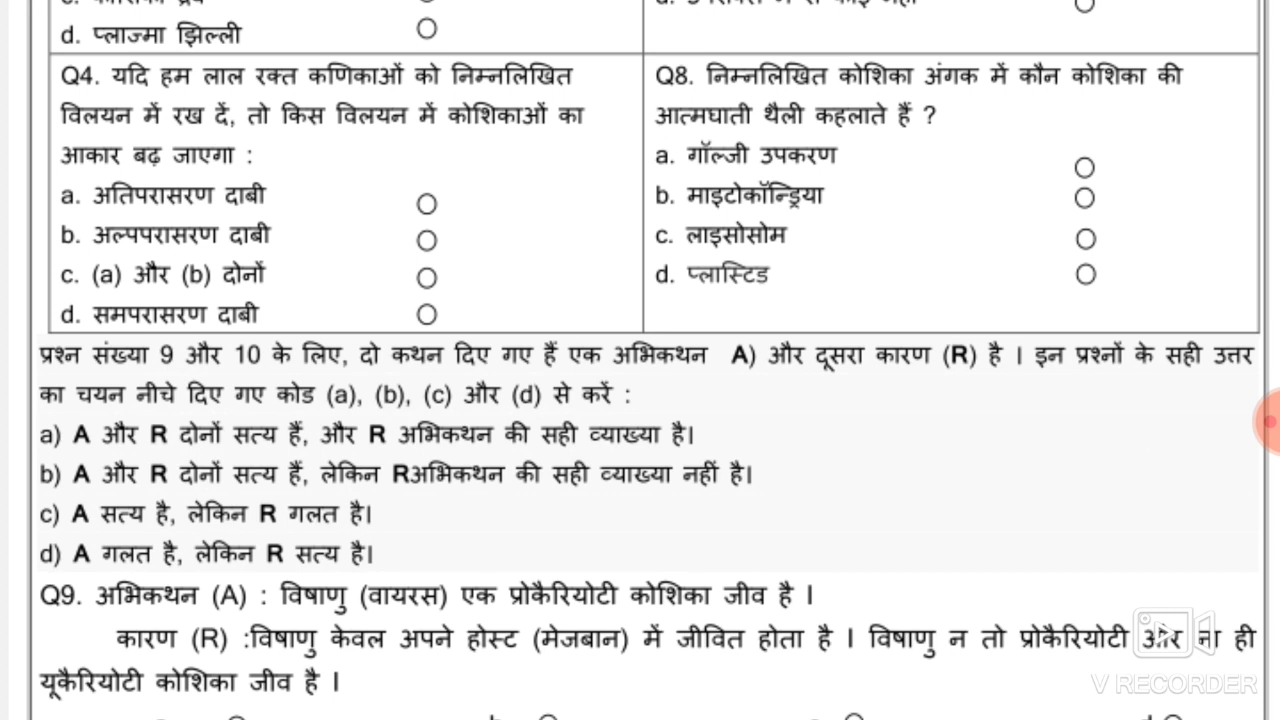 d. प्लाज्मा झिल्ली
Q4. यदि हम लाल रक्त कणिकाओं को निम्नलिखित
विलयन में रख दें, तो किस विलयन में कोशिकाओं का
आकार बढ़ जाएगा :
a. अतिपरासरण दाबी
b. अल्पपरासरण दाबी
c. (a) और (b) दोनों
d. समपरासरण दाबी
Q8. निम्नलिखित कोशिका अंगक में कौन कोशिका की
आत्मघाती थैली कहलाते हैं ?
a. गॉल्जी उपकरण
b. माइटोकॉन्ड्रिया
c. लाइसोसोम
d. प्लास्टिड
प्रश्न संख्या 9 और 10 के लिए, दो कथन दिए गए हैं एक अभिकथन A) और दूसरा कारण (R) है । इन प्रश्नों के सही उत्तर
का चयन नीचे दिए गए कोड (a), (b), (c) और (d) से करें :
a) A और R दोनों सत्य हैं, और R अभिकथन की सही व्याख्या है।
b) A और R दोनों सत्य हैं, लेकिन Rअभिकथन की सही व्याख्या नहीं है।
c) A सत्य है, लेकिन R गलत है।
d) A गलत है, लेकिन R सत्य है।
Q9. अभिकथन (A) : विषाणु (वायरस) एक प्रोकैरियोटी कोशिका जीव है ।
कारण (R) :विषाणु केवल अपने होस्ट (मेजबान) में जीवित होता है । विषाणु न तो प्रोकैरियोटी और ना ही
यूकैरियोटी कोशिका जीव है ।
V RECORDER